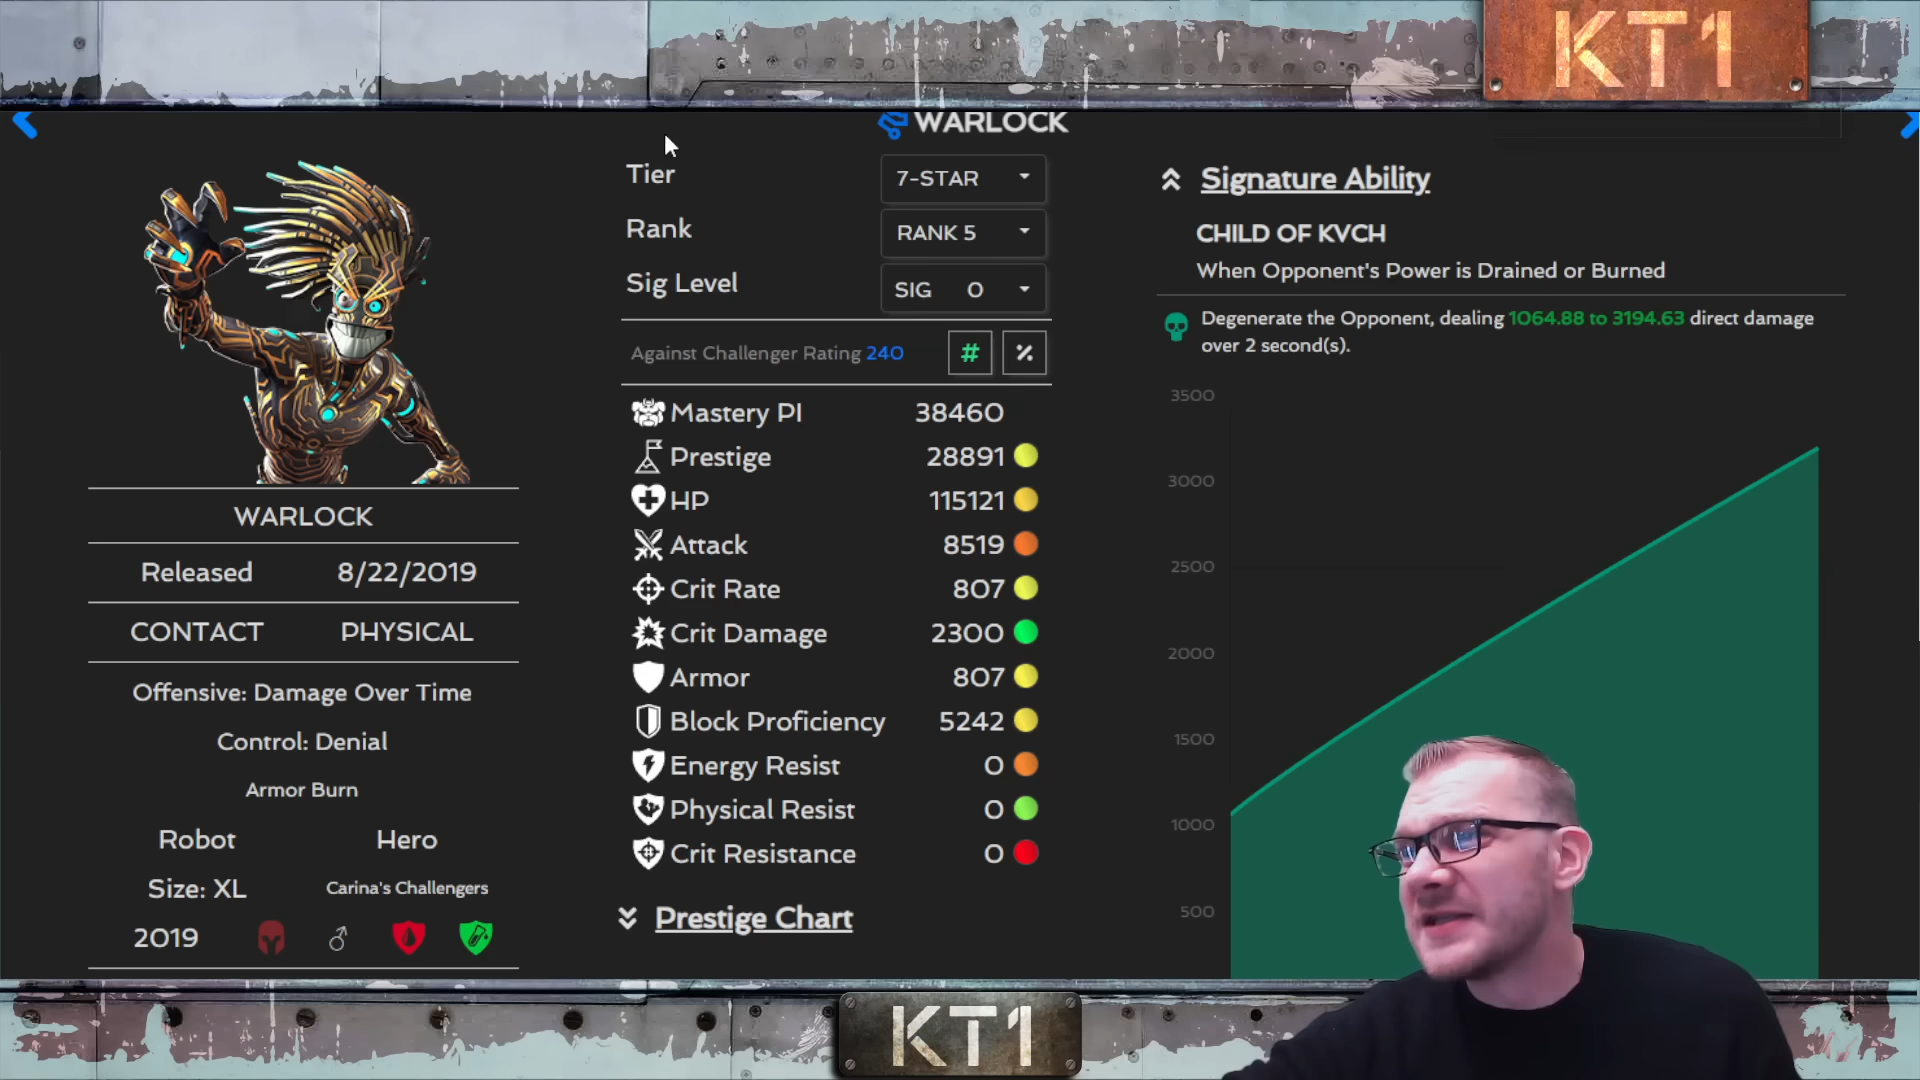 KT1
WARLOCK
Tier
7-STAR
Rank
RANK 5
Sig Level
SIG 0
Against Challenger Rating 240
# %
Mastery PI 38460
Prestige 28891
HP 115121
Attack 8519
Crit Rate 807
Crit Damage 2300
Armor 807
Block Proficiency 5242
Energy Resist 0
Physical Resist 0
Crit Resistance 0
Prestige Chart
WARLOCK
Released 8/22/2019
CONTACT PHYSICAL
Offensive: Damage Over Time
Control: Denial
Armor Burn
Robot Hero
Size: XL Carina's Challengers
2019
Signature Ability
CHILD OF KVCH
When Opponent's Power is Drained or Burned
Degenerate the Opponent, dealing 1064.88 to 3194.63 direct damage
over 2 second(s).
3500
3000
2500
2000
1500
1000
500
KT1